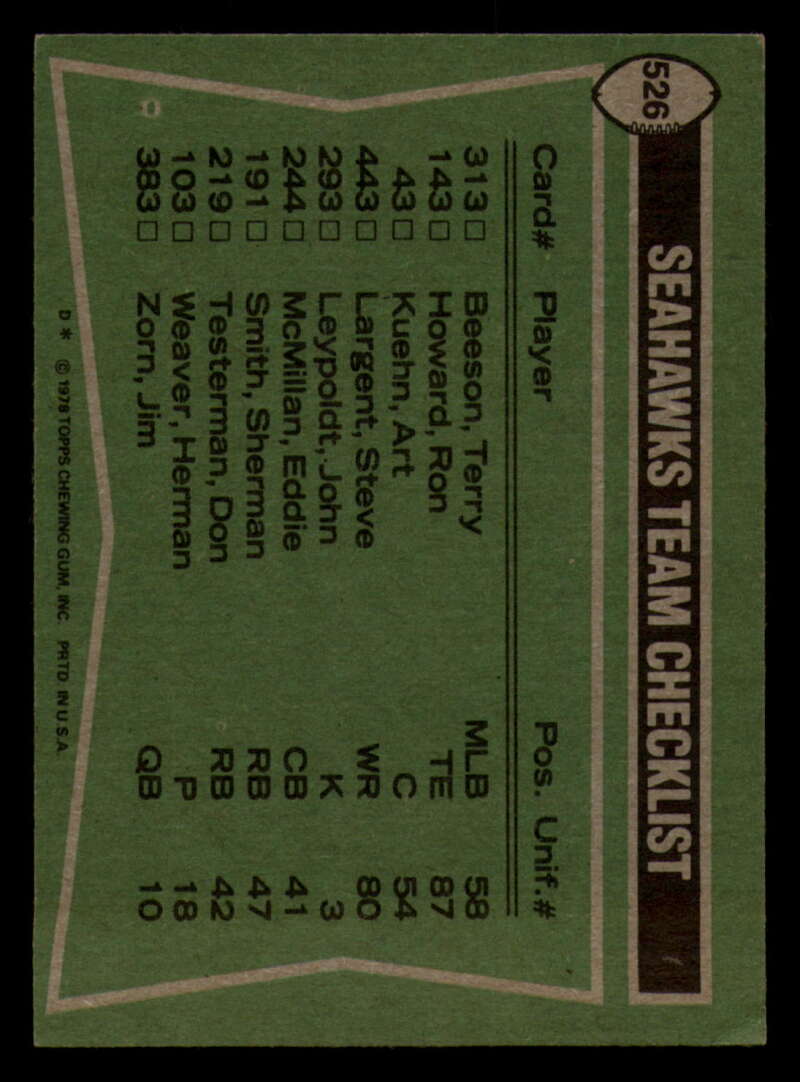 526
SEAHAWKS TEAM CHECKLIST
Card# Player Pos. Unif.#
313□ Beeson, Terry MLB 58
143□ Howard, Ron TE 87
43□ Kuehn, Art C 54
443□ Largent, Steve WR 80
293□ Leypoldt, John K 3
244□ McMillan, Eddie CB 41
191□ Smith, Sherman RB 47
219□ Testerman, Don RB 42
103□ Weaver, Herman P 18
383□ Zorn, Jim QB 10
D* © 1978 TOPPS CHEWING GUM, INC. PRTD. IN U.S.A.